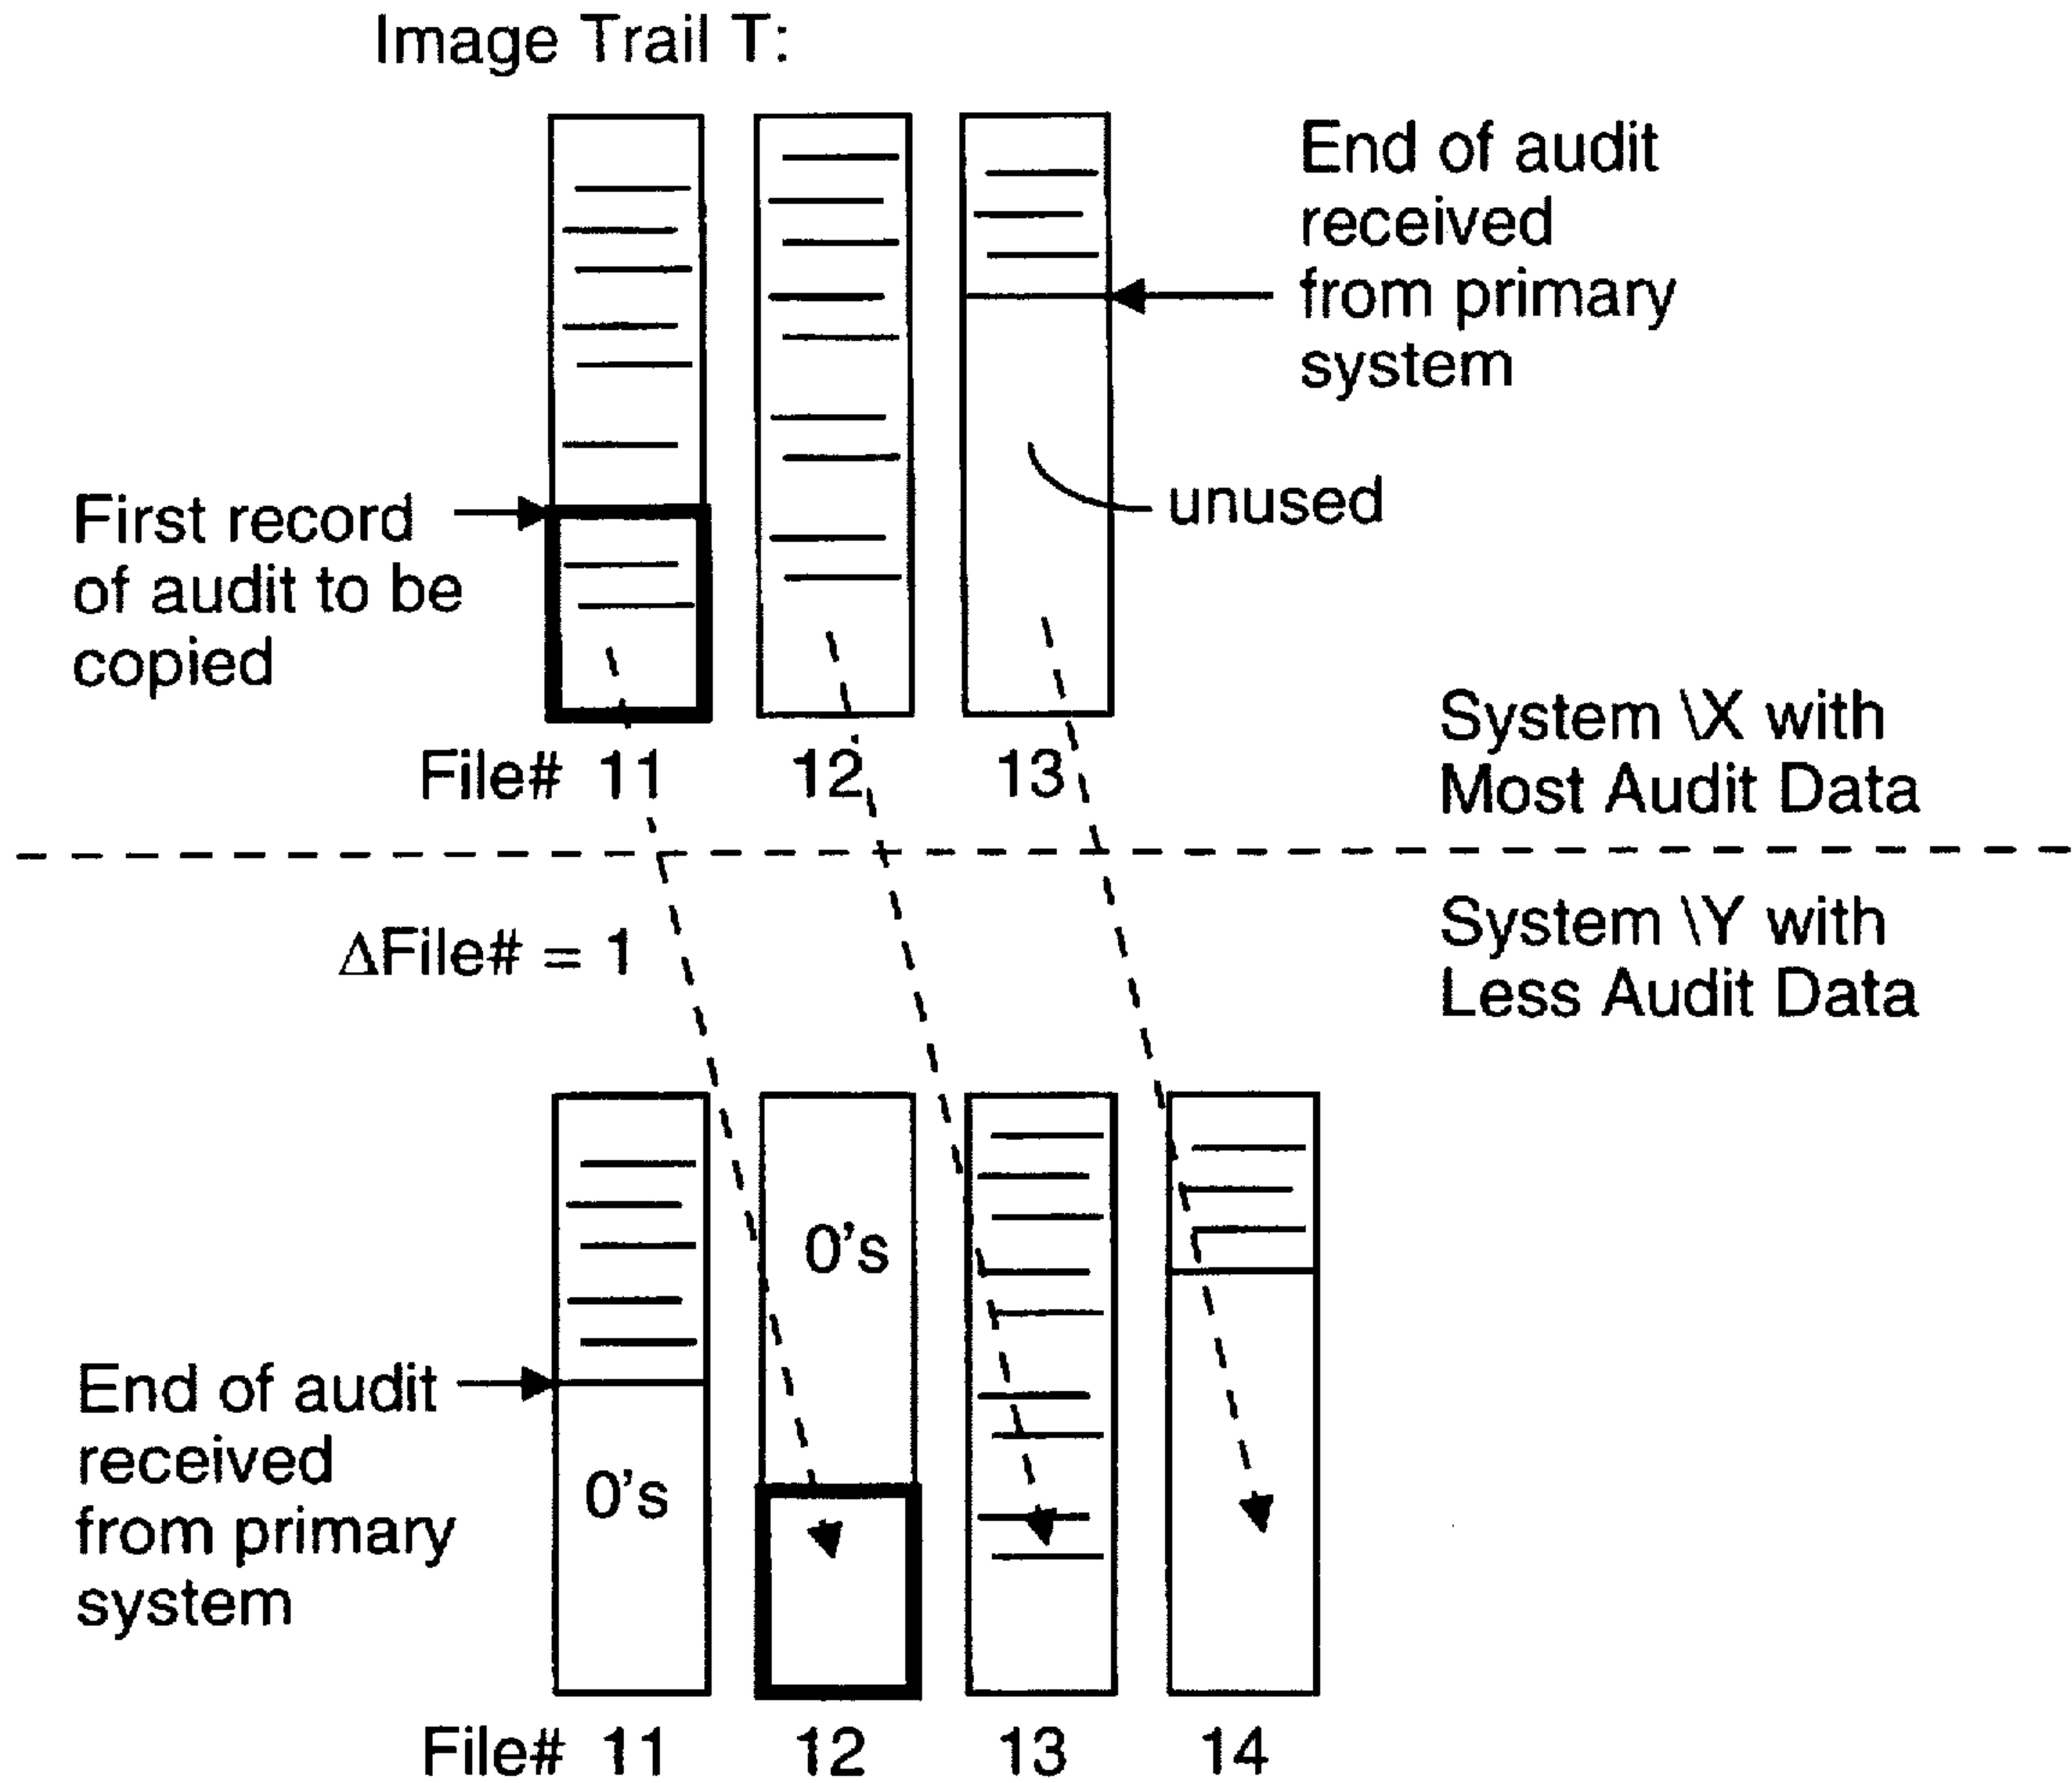 Image Trail T:
End of audit
received
from primary
system
First record
of audit to be
copied
unused
File# 11 12 13
System \X with
Most Audit Data
ΔFile# = 1
System \Y with
Less Audit Data
0's
End of audit
received
from primary
system
0's
File# 11 12 13 14